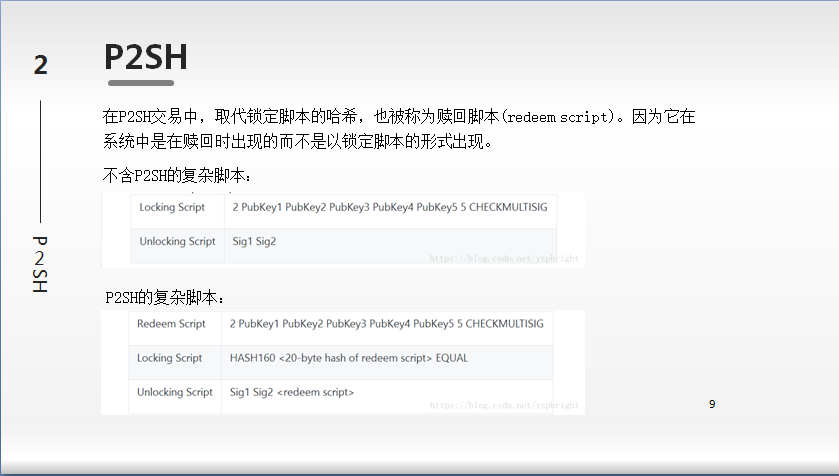 2
P2SH
P2SH
在P2SH交易中，取代锁定脚本的哈希，也被称为赎回脚本(redeem script)。因为它在
系统中是在赎回时出现的而不是以锁定脚本的形式出现。
不含P2SH的复杂脚本：
Locking Script 2 PubKey1 PubKey2 PubKey3 PubKey4 PubKey5 5 CHECKMULTISIG
Unlocking Script Sig1 Sig2
https://blog.csdn.net/yzpbright
P2SH的复杂脚本：
Redeem Script 2 PubKey1 PubKey2 PubKey3 PubKey4 PubKey5 5 CHECKMULTISIG
Locking Script HASH160 <20-byte hash of redeem script> EQUAL
Unlocking Script Sig1 Sig2 <redeem script>
https://blog.csdn.net/yzpbright
9